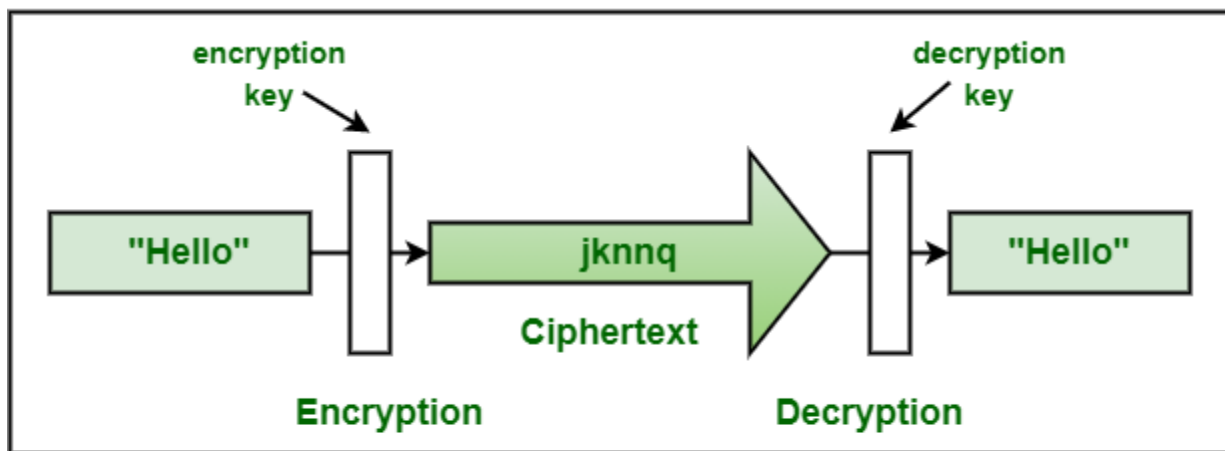 encryption
key
decryption
key
"Hello"
jknnq
"Hello"
Ciphertext
Encryption
Decryption